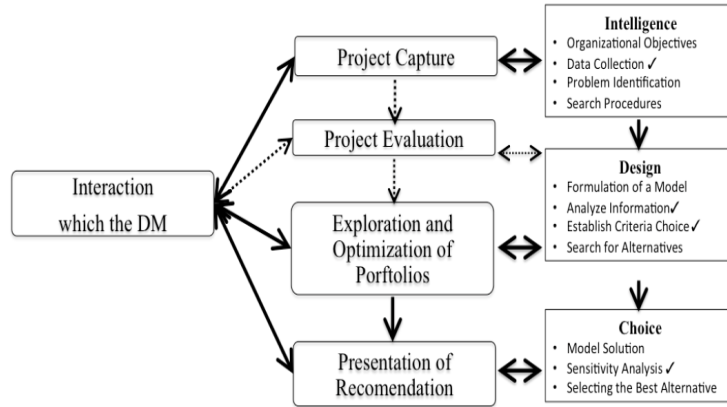 Interaction
which the DM
Project Capture
Project Evaluation
Exploration and
Optimization of
Porftolios
Presentation of
Recomendation
Intelligence
• Organizational Objectives
• Data Collection ✓
• Problem Identification
• Search Procedures
Design
• Formulation of a Model
• Analyze Information✓
• Establish Criteria Choice✓
• Search for Alternatives
Choice
• Model Solution
• Sensitivity Analysis ✓
• Selecting the Best Alternative